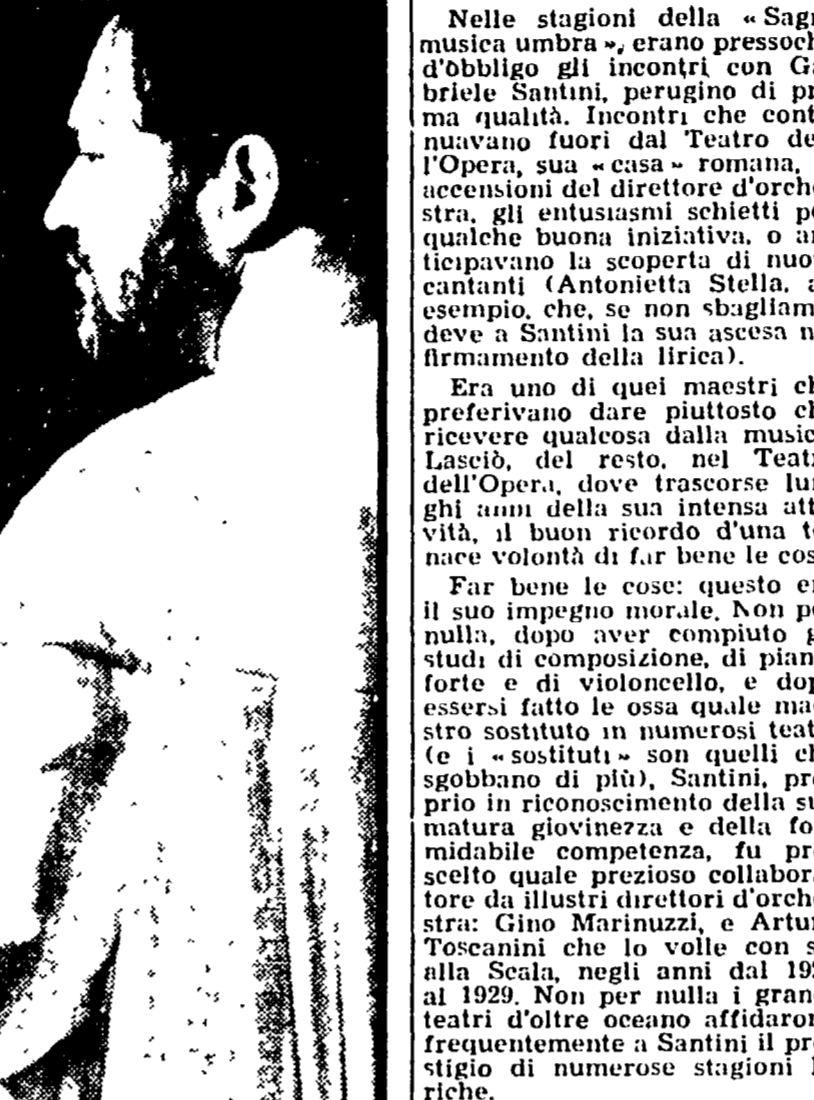 Nelle stagioni della « Sagr
musica umbra », erano pressoch
d'obbligo gli incontri con Ga
briele Santini, perugino di pr
ma qualità. Incontri che cont
nuavano fuori dal Teatro de
l'Opera, sua « casa » romana,
accensioni del direttore d'orche
stra, gli entusiasmi schietti pe
qualche buona iniziativa, o an
ticipavano la scoperta di nuov
cantanti (Antonietta Stella, a
esempio, che, se non sbagliam
deve a Santini la sua ascesa n
firmamento della lirica).
Era uno di quei maestri ch
preferivano dare piuttosto ch
ricevere qualcosa dalla music
Lasciò, del resto, nel Teatr
dell'Opera, dove trascorse lun
ghi anni della sua intensa atti
vità, il buon ricordo d'una te
nace volontà di far bene le cos
Far bene le cose: questo er
il suo impegno morale. Non pe
nulla, dopo aver compiuto g
studi di composizione, di pian
forte e di violoncello, e dop
essersi fatto le ossa quale mae
stro sostituto in numerosi teat
(e i « sostituti » son quelli ch
sgobbano di più), Santini, pro
prio in riconoscimento della su
matura giovinezza e della for
midabile competenza, fu pre
scelto quale prezioso collabora
tore da illustri direttori d'orche
stra: Gino Marinuzzi, e Artur
Toscanini che lo volle con s
alla Scala, negli anni dal 192
al 1929. Non per nulla i grand
teatri d'oltre oceano affidaron
frequentemente a Santini il pre
stigio di numerose stagioni l
riche.